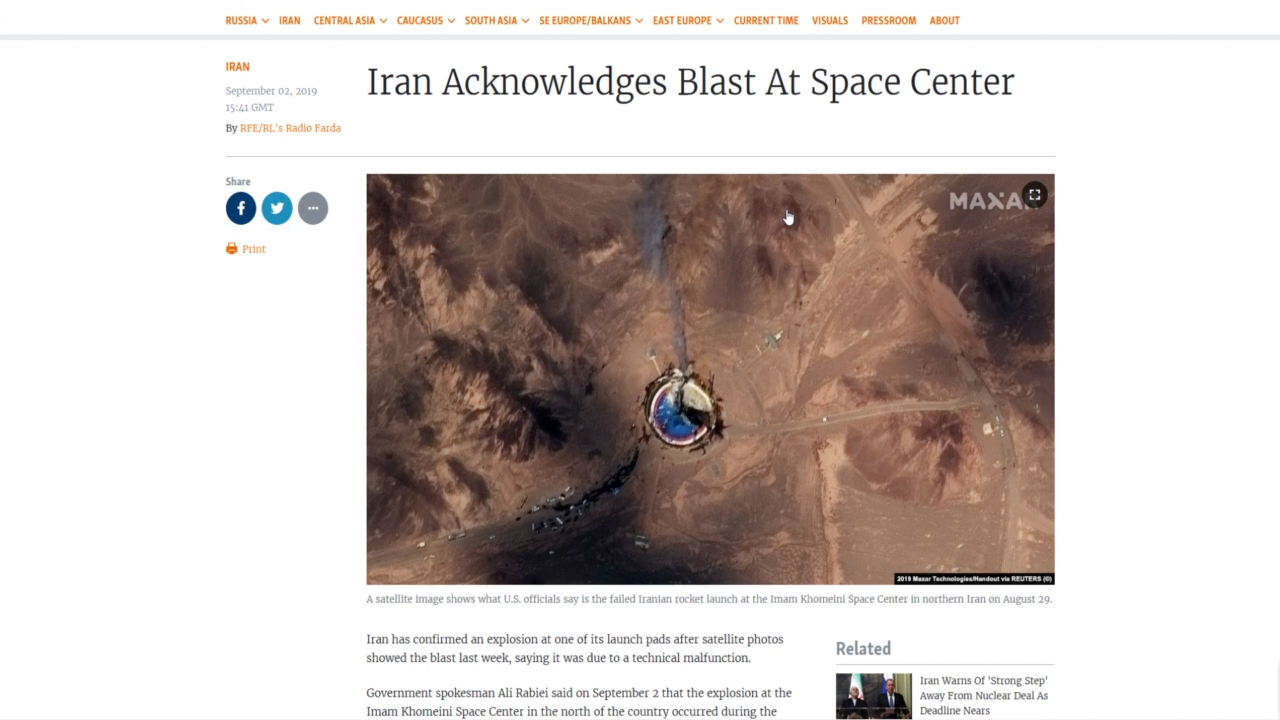 RUSSIA IRAN CENTRAL ASIA CAUCASUS SOUTH ASIA SE EUROPE/BALKANS EAST EUROPE CURRENT TIME VISUALS PRESSROOM ABOUT
IRAN
September 02, 2019
15:41 GMT
By RFE/RL's Radio Farda
Iran Acknowledges Blast At Space Center
Share
Print
MAXA
2019 Maxar Technologies/Handout via REUTERS (©)
A satellite image shows what U.S. officials say is the failed Iranian rocket launch at the Imam Khomeini Space Center in northern Iran on August 29.
Iran has confirmed an explosion at one of its launch pads after satellite photos
showed the blast last week, saying it was due to a technical malfunction.
Government spokesman Ali Rabiei said on September 2 that the explosion at the
Imam Khomeini Space Center in the north of the country occurred during the
Related
Iran Warns Of 'Strong Step'
Away From Nuclear Deal As
Deadline Nears